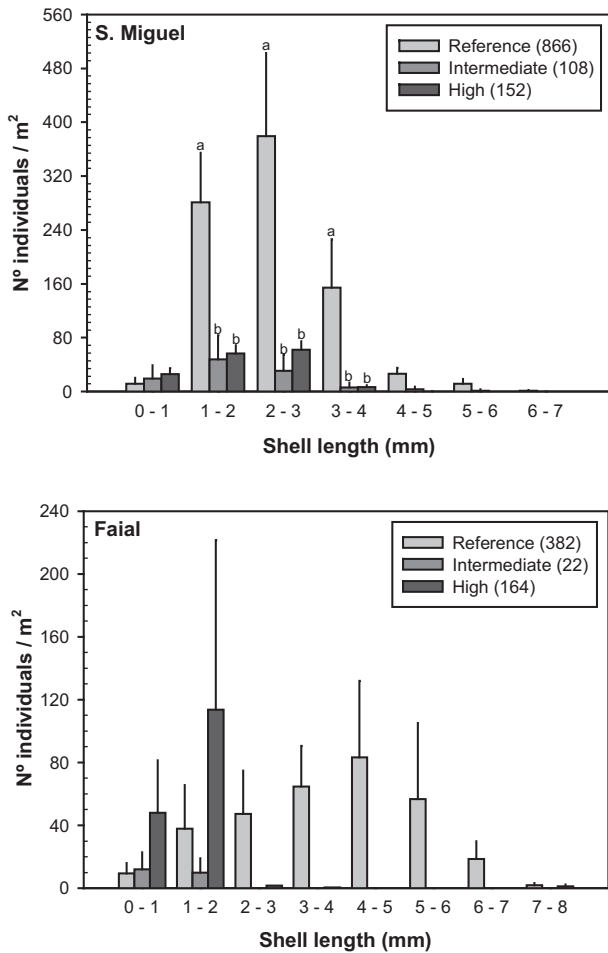 S. Miguel
Reference (866)
Intermediate (108)
High (152)
Nº individuals / m²
560
480
400
320
240
160
80
0
a
a
a
b
b
b
b
b
b
0 - 1
1 - 2
2 - 3
3 - 4
4 - 5
5 - 6
6 - 7
Shell length (mm)
Faial
Reference (382)
Intermediate (22)
High (164)
Nº individuals / m²
240
200
160
120
80
40
0
0 - 1
1 - 2
2 - 3
3 - 4
4 - 5
5 - 6
6 - 7
7 - 8
Shell length (mm)